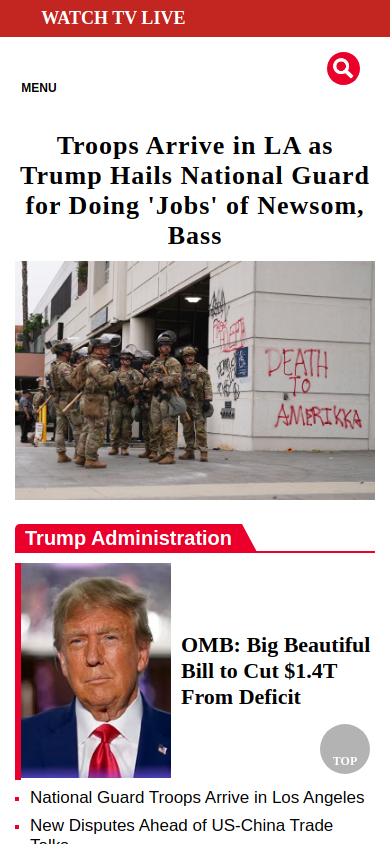 WATCH TV LIVE
MENU
Troops Arrive in LA as
Trump Hails National Guard
for Doing 'Jobs' of Newsom,
Bass
DEATH
TO
AMERIKKA
Trump Administration
OMB: Big Beautiful
Bill to Cut $1.4T
From Deficit
TOP
National Guard Troops Arrive in Los Angeles
New Disputes Ahead of US-China Trade
Talks